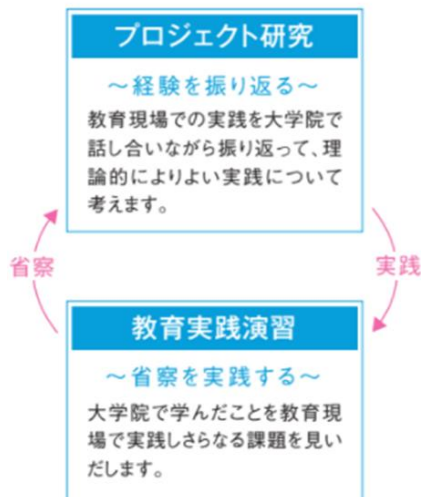 プロジェクト研究
～経験を振り返る～
教育現場での実践を大学院で
話し合いながら振り返って、理
論的によりよい実践について
考えます。
省察
実践
教育実践演習
～省察を実践する～
大学院で学んだことを教育現
場で実践しさらなる課題を見い
だします。